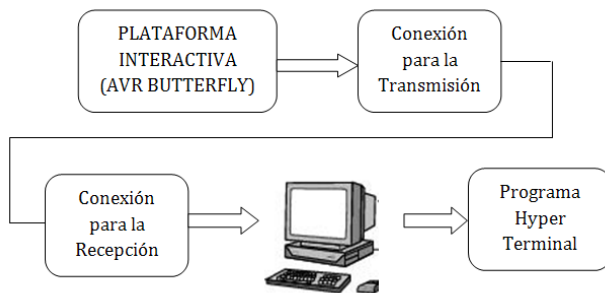 PLATAFORMA
INTERACTIVA
(AVR BUTTERFLY)
Conexión
para la
Transmisión
Conexión
para la
Recepción
Programa
Hyper
Terminal